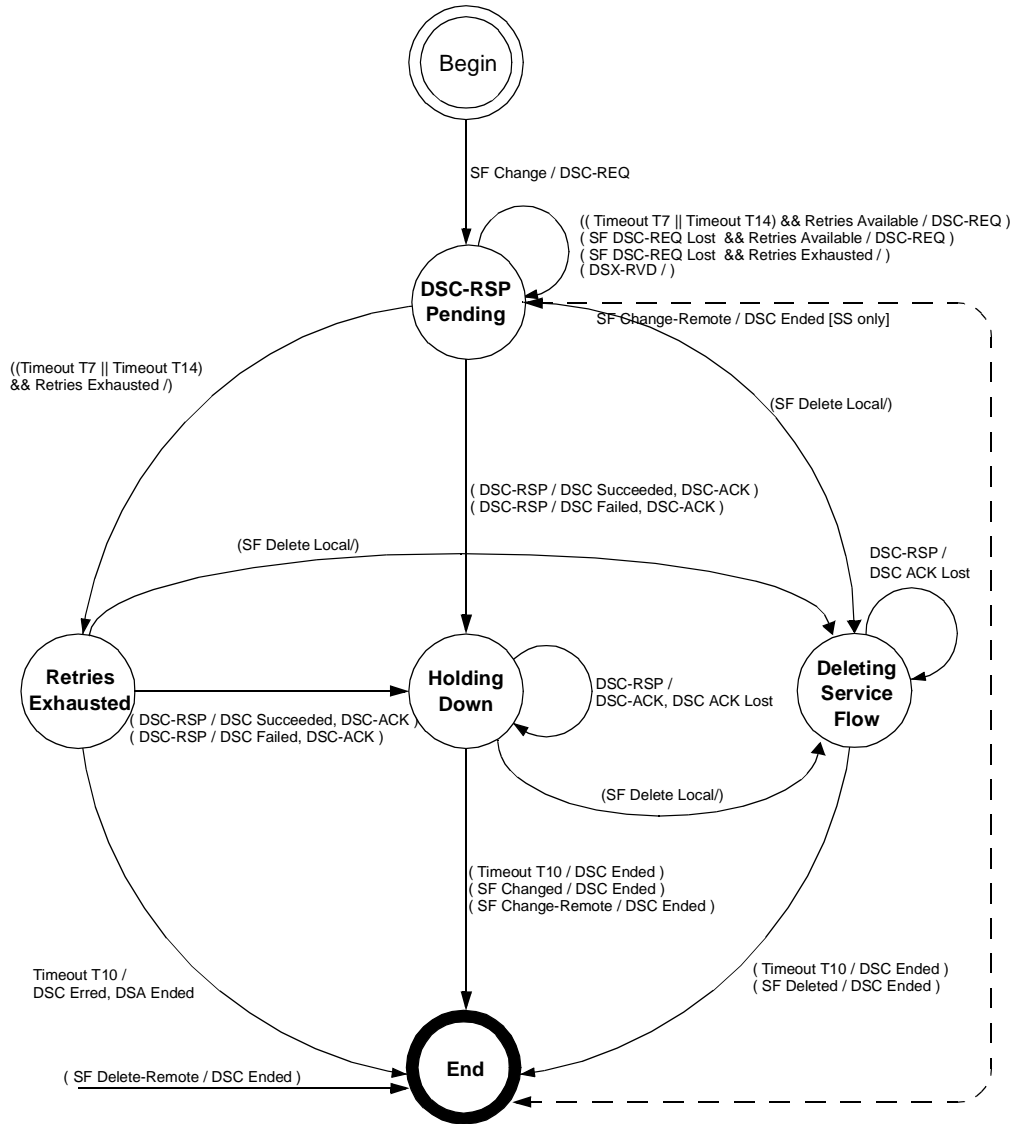 Begin
SF Change / DSC-REQ
(( Timeout T7 || Timeout T14) && Retries Available / DSC-REQ )
( SF DSC-REQ Lost && Retries Available / DSC-REQ )
( SF DSC-REQ Lost && Retries Exhausted / )
( DSX-RVD / )
DSC-RSP
Pending
SF Change-Remote / DSC Ended [SS only]
((Timeout T7 || Timeout T14)
&& Retries Exhausted /)
(SF Delete Local/)
( DSC-RSP / DSC Succeeded, DSC-ACK )
( DSC-RSP / DSC Failed, DSC-ACK )
(SF Delete Local/)
DSC-RSP /
DSC ACK Lost
Retries
Exhausted
Holding
Down
DSC-RSP /
DSC-ACK, DSC ACK Lost
Deleting
Service
Flow
( DSC-RSP / DSC Succeeded, DSC-ACK )
( DSC-RSP / DSC Failed, DSC-ACK )
(SF Delete Local/)
( Timeout T10 / DSC Ended )
( SF Changed / DSC Ended )
( SF Change-Remote / DSC Ended )
Timeout T10 /
DSC Erred, DSA Ended
( Timeout T10 / DSC Ended )
( SF Deleted / DSC Ended )
End
( SF Delete-Remote / DSC Ended )